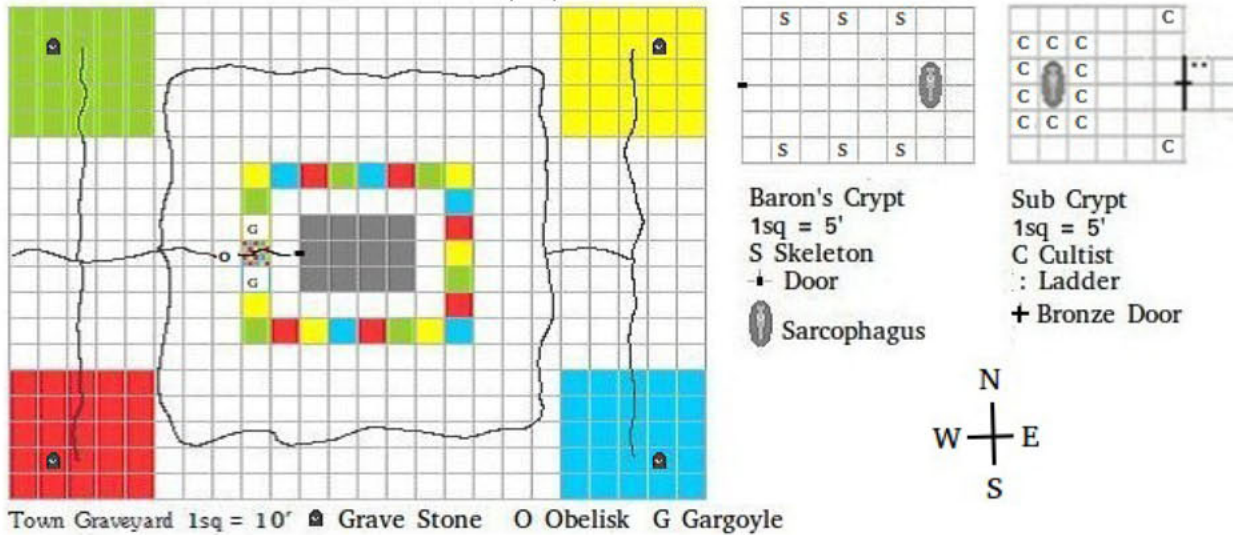 G
O
G
Town Graveyard 1sq = 10' Grave Stone O Obelisk G Gargoyle
S S S
S S S
Baron's Crypt
1sq = 5'
S Skeleton
Door
Sarcophagus
C
C C C
C C
C C
C C C
C
Sub Crypt
1sq = 5'
C Cultist
: Ladder
Bronze Door
N
W E
S